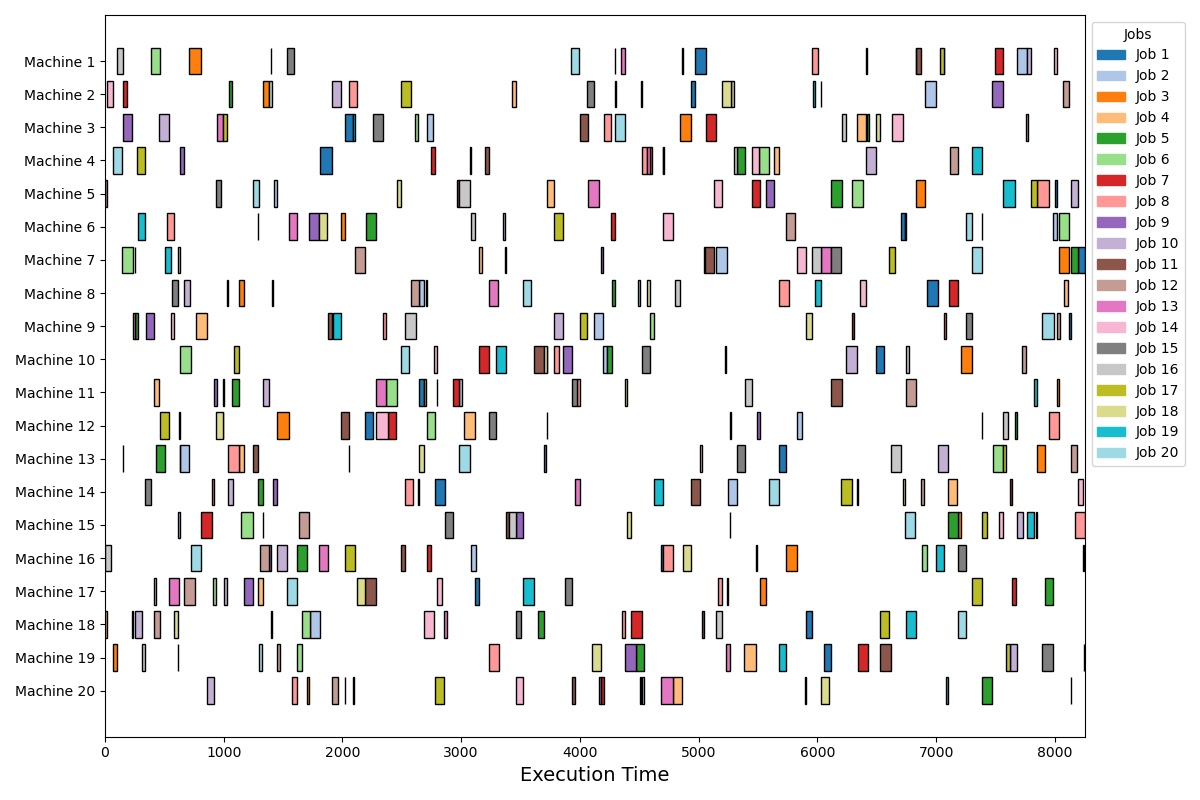 Machine 1
Machine 2
Machine 3
Machine 4
Machine 5
Machine 6
Machine 7
Machine 8
Machine 9
Machine 10
Machine 11
Machine 12
Machine 13
Machine 14
Machine 15
Machine 16
Machine 17
Machine 18
Machine 19
Machine 20
0 1000 2000 3000 4000 5000 6000 7000 8000
Execution Time
Jobs
Job 1
Job 2
Job 3
Job 4
Job 5
Job 6
Job 7
Job 8
Job 9
Job 10
Job 11
Job 12
Job 13
Job 14
Job 15
Job 16
Job 17
Job 18
Job 19
Job 20